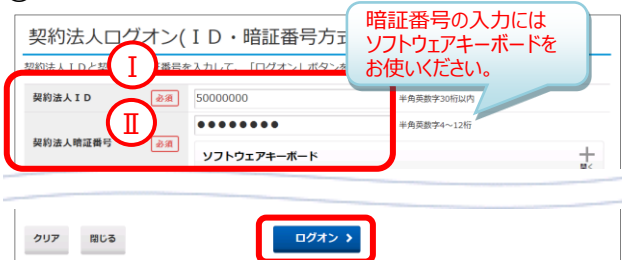 契約法人ログオン(ＩＤ・暗証番号方式
暗証番号の入力には
ソフトウェアキーボードを
お使いください。
契約法人ＩＤと契 証番号を入力して、「ログオン」ボタンを
Ⅰ
契約法人ＩＤ 必須 50000000 半角英数字30桁以内
Ⅱ
●●●●●●●● 半角英数字4～12桁
契約法人暗証番号 必須
ソフトウェアキーボード
開く
クリア 閉じる ログオン